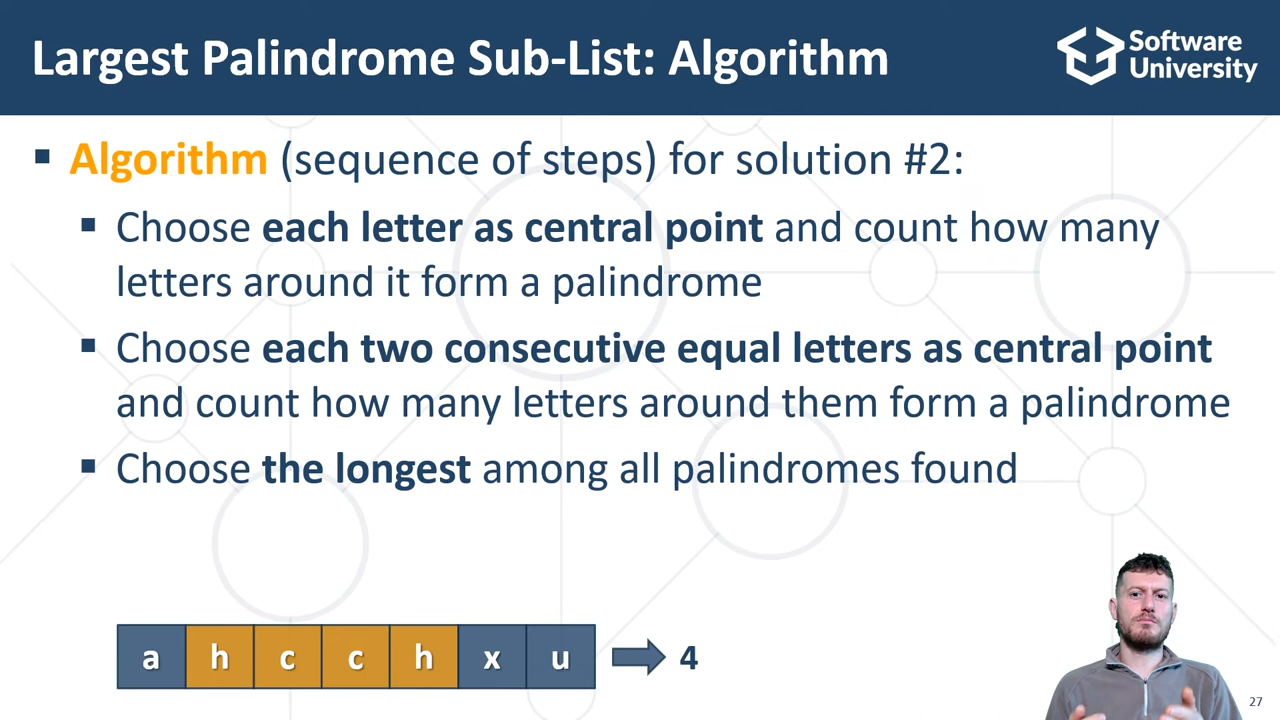 Largest Palindrome Sub-List: Algorithm
Software
University
▪ Algorithm (sequence of steps) for solution #2:
▪ Choose each letter as central point and count how many
letters around it form a palindrome
▪ Choose each two consecutive equal letters as central point
and count how many letters around them form a palindrome
▪ Choose the longest among all palindromes found
a h c c h x u 4
27